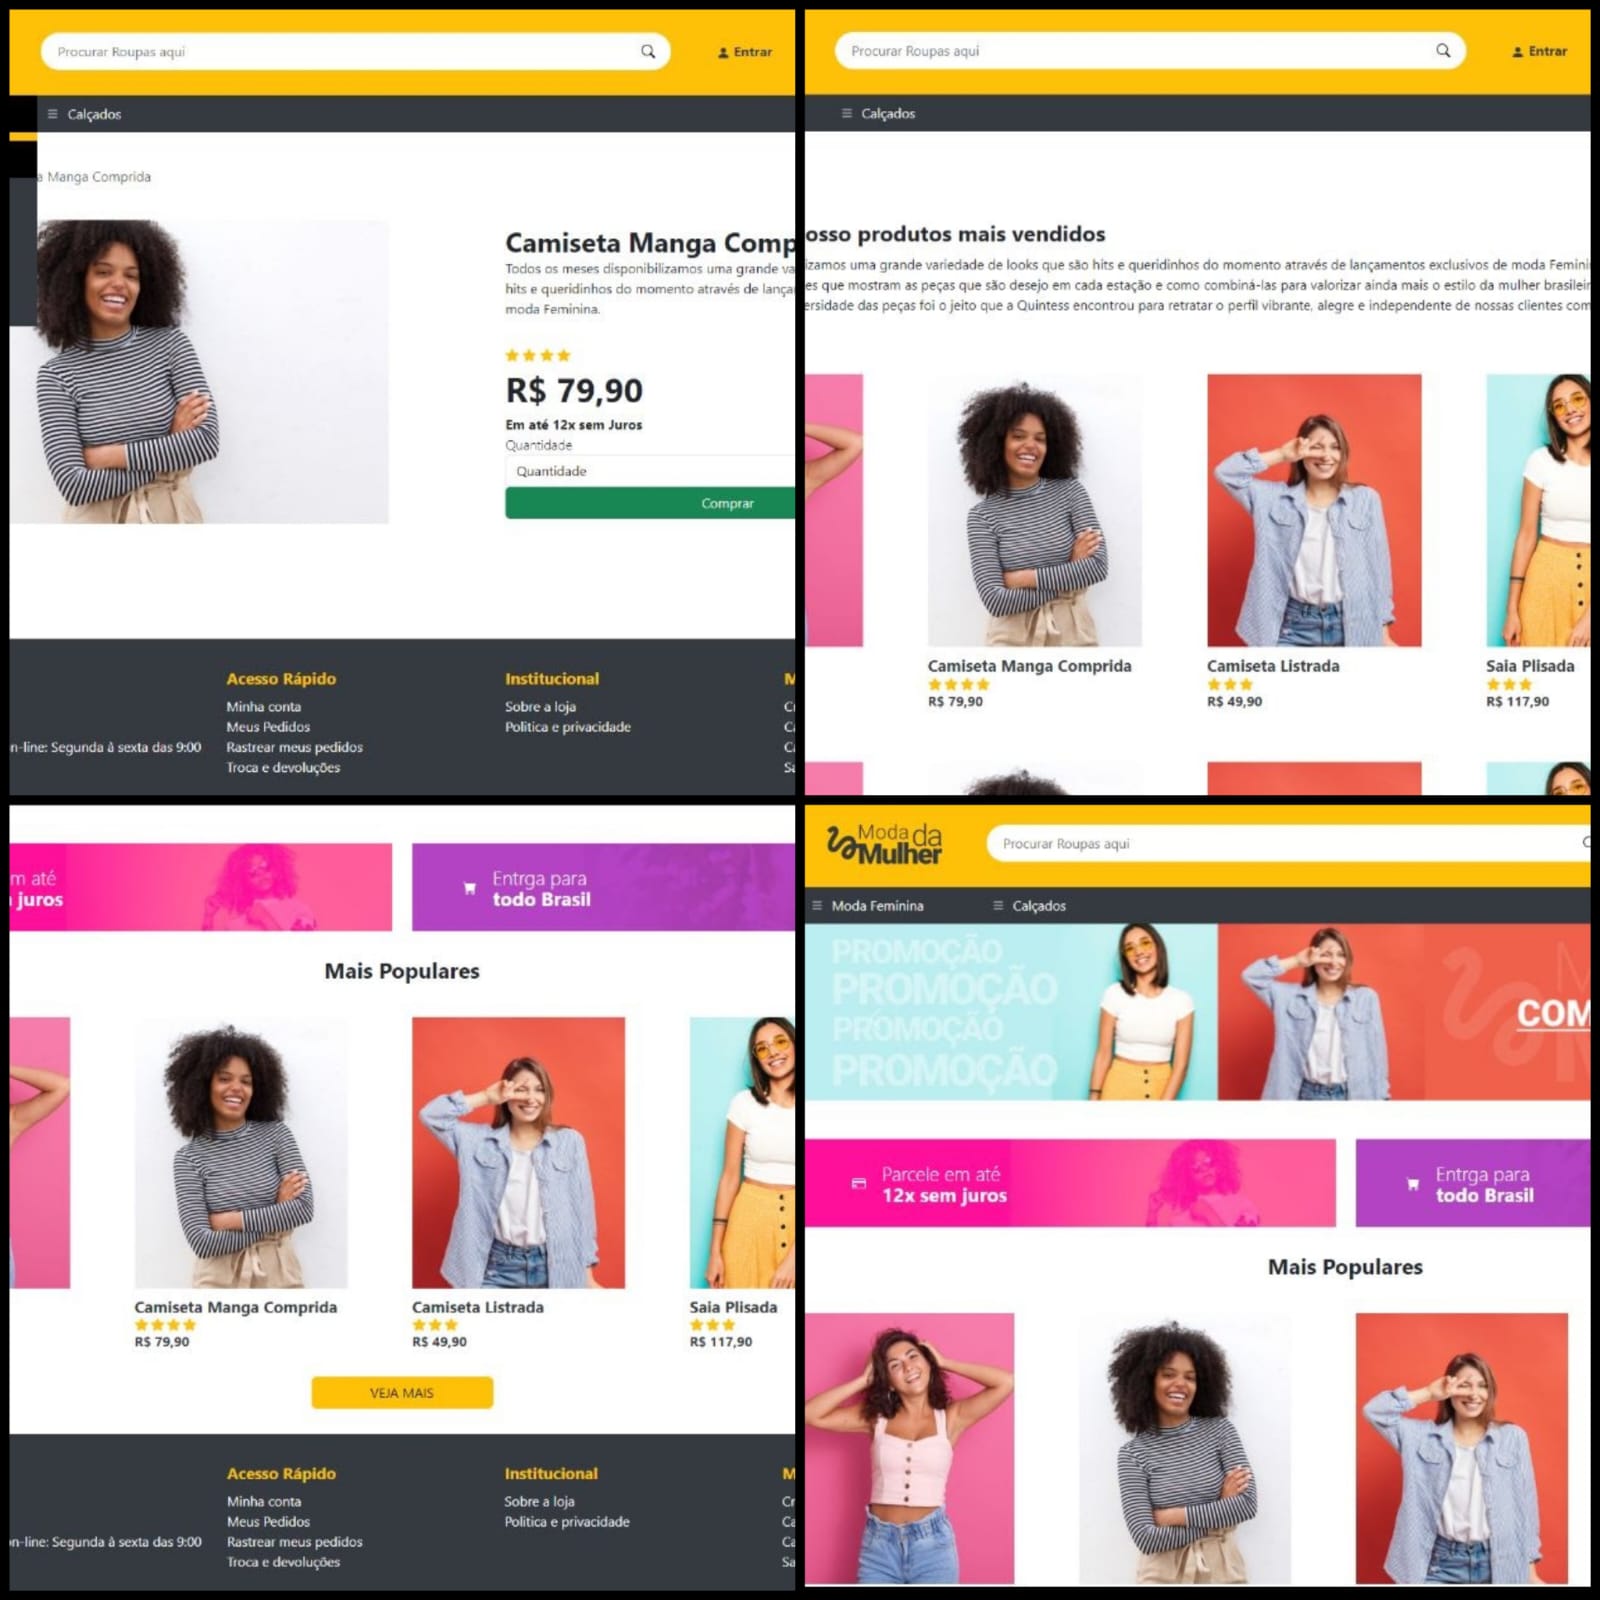 Procurar Roupas aqui
Entrar
Calçados
a Manga Comprida
Camiseta Manga Comp
Todos os meses disponibilizamos uma grande va
hits e queridinhos do momento através de lança
moda Feminina.
R$ 79,90
Em até 12x sem Juros
Quantidade
Quantidade
Comprar
Acesso Rápido
Minha conta
Meus Pedidos
Rastrear meus pedidos
Troca e devoluções
Institucional
Sobre a loja
Politica e privacidade
M
n-line: Segunda à sexta das 9:00
Procurar Roupas aqui
Entrar
Calçados
osso produtos mais vendidos
izamos uma grande variedade de looks que são hits e queridinhos do momento através de lançamentos exclusivos de moda Femini
es que mostram as peças que são desejo em cada estação e como combiná-las para valorizar ainda mais o estilo da mulher brasileir
ersidade das peças foi o jeito que a Quintess encontrou para retratar o perfil vibrante, alegre e independente de nossas clientes com
Camiseta Manga Comprida
R$ 79,90
Camiseta Listrada
R$ 49,90
Saia Plisada
R$ 117,90
m até
juros
Entrga para
todo Brasil
Mais Populares
Camiseta Manga Comprida
R$ 79,90
Camiseta Listrada
R$ 49,90
Saia Plisada
R$ 117,90
VEJA MAIS
Acesso Rápido
Minha conta
Meus Pedidos
Rastrear meus pedidos
Troca e devoluções
Institucional
Sobre a loja
Politica e privacidade
M
n-line: Segunda à sexta das 9:00
Moda da
Mulher
Procurar Roupas aqui
Moda Feminina
Calçados
PROMOÇÃO
PROMOÇÃO
PROMOÇÃO
PROMOÇÃO
COM
Parcele em até
12x sem juros
Entrga para
todo Brasil
Mais Populares